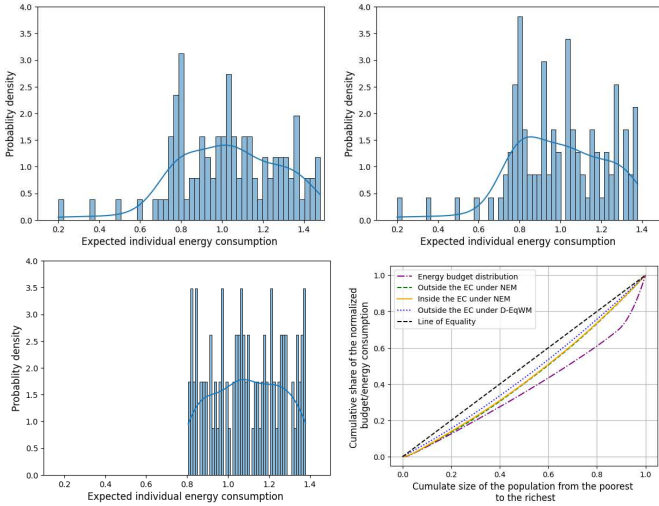 4.0
3.5
3.0
2.5
2.0
1.5
1.0
0.5
0.0
Probablity density
0.2 0.4 0.6 0.8 1.0 1.2 1.4
Expected individual energy consumption
4.0
3.5
3.0
2.5
2.0
1.5
1.0
0.5
0.0
Probablity density
0.2 0.4 0.6 0.8 1.0 1.2 1.4
Expected individual energy consumption
4.0
3.5
3.0
2.5
2.0
1.5
1.0
0.5
0.0
Probablity density
0.2 0.4 0.6 0.8 1.0 1.2 1.4
Expected individual energy consumption
1.0
0.8
0.6
0.4
0.2
0.0
Cumulative share of the normalized
budget/energy consumption
Energy budget distribution
Outside the EC under NEM
Inside the EC under NEM
Outside the EC under D-EqWM
Line of Equality
0.0 0.2 0.4 0.6 0.8 1.0
Cumulate size of the population from the poorest
to the richest